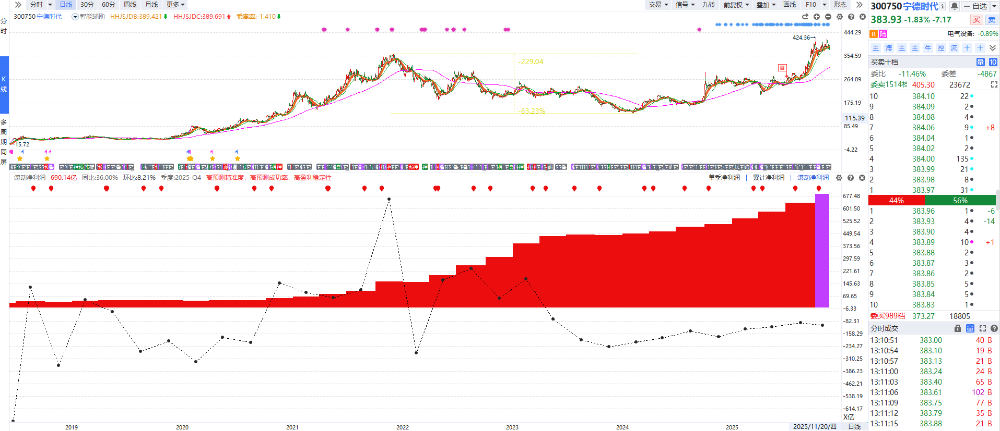 分时 日线 30分 60分 周线 月线 更多 交易 信号 九转 前复权 叠加 画线 F10 形态
300750 宁德时代 智能辅助 HHJSJDB:389.421 HHJSJDC:389.691 乖离率:-1.410
分时
K线
多周期同屏
444.29
424.36
354.59
-229.04
264.89
自
175.19
-63.23%
115.39
85.49
15.72
-4.22
滚动净利润 690.14亿 同比:36.00% 环比:8.21% 季度:2025-Q4 高预测精准度，高预测成功率，高盈利稳定性 单季净利润 | 累计净利润 | 滚动净利润
677.48
601.50
525.52
449.54
373.56
297.59
221.61
145.63
69.65
-6.33
-82.31
-158.29
-234.27
-310.25
-386.23
-462.21
-538.19
-614.17
X亿
2019 2020 2021 2022 2023 2024 2025 2025/11/20/四 日线
300750 宁德时代 自选
383.93 -1.83% -7.17 买 卖
R 陆 电气设备: -0.89%
主 海 主 主 牛 控 流 十 十
买卖十档 量 10
委比 -11.46% 委差 -4867
委卖1514档 405.30 23672
10 384.10 22
9 384.09 2
8 384.08 4
7 384.06 9 +8
6 384.04 1
5 384.02 2
4 384.00 135
3 383.99 21
2 383.98 8
1 383.97 31
44% 56%
1 383.96 1 -6
2 383.93 4 -14
3 383.90 4
4 383.89 10 +1
5 383.88 2
6 383.87 3
7 383.86 2
8 383.85 5
9 383.84 5
10 383.83 1
委买989档 373.27 18805
分时成交 量
13:10:51 383.00 40 B
13:10:54 383.10 19 B
13:10:57 383.13 21 B
13:11:00 383.24 24 B
13:11:03 383.40 65 B
13:11:06 383.61 102 B
13:11:09 383.75 77 B
13:11:12 383.79 35 B
13:11:15 383.88 21 B